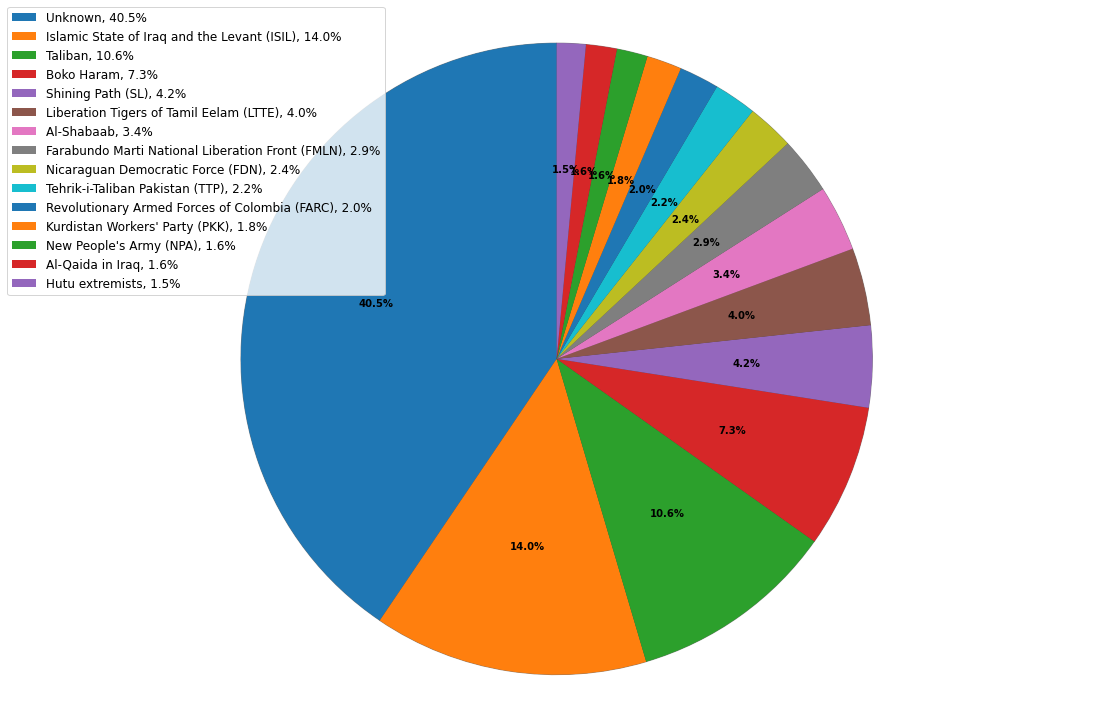 Unknown, 40.5%
Islamic State of Iraq and the Levant (ISIL), 14.0%
Taliban, 10.6%
Boko Haram, 7.3%
Shining Path (SL), 4.2%
Liberation Tigers of Tamil Eelam (LTTE), 4.0%
Al-Shabaab, 3.4%
Farabundo Marti National Liberation Front (FMLN), 2.9%
Nicaraguan Democratic Force (FDN), 2.4%
Tehrik-i-Taliban Pakistan (TTP), 2.2%
Revolutionary Armed Forces of Colombia (FARC), 2.0%
Kurdistan Workers' Party (PKK), 1.8%
New People's Army (NPA), 1.6%
Al-Qaida in Iraq, 1.6%
Hutu extremists, 1.5%
1.5%
1.6%
1.6%
1.8%
2.0%
2.2%
2.4%
2.9%
3.4%
40.5%
4.0%
4.2%
7.3%
10.6%
14.0%